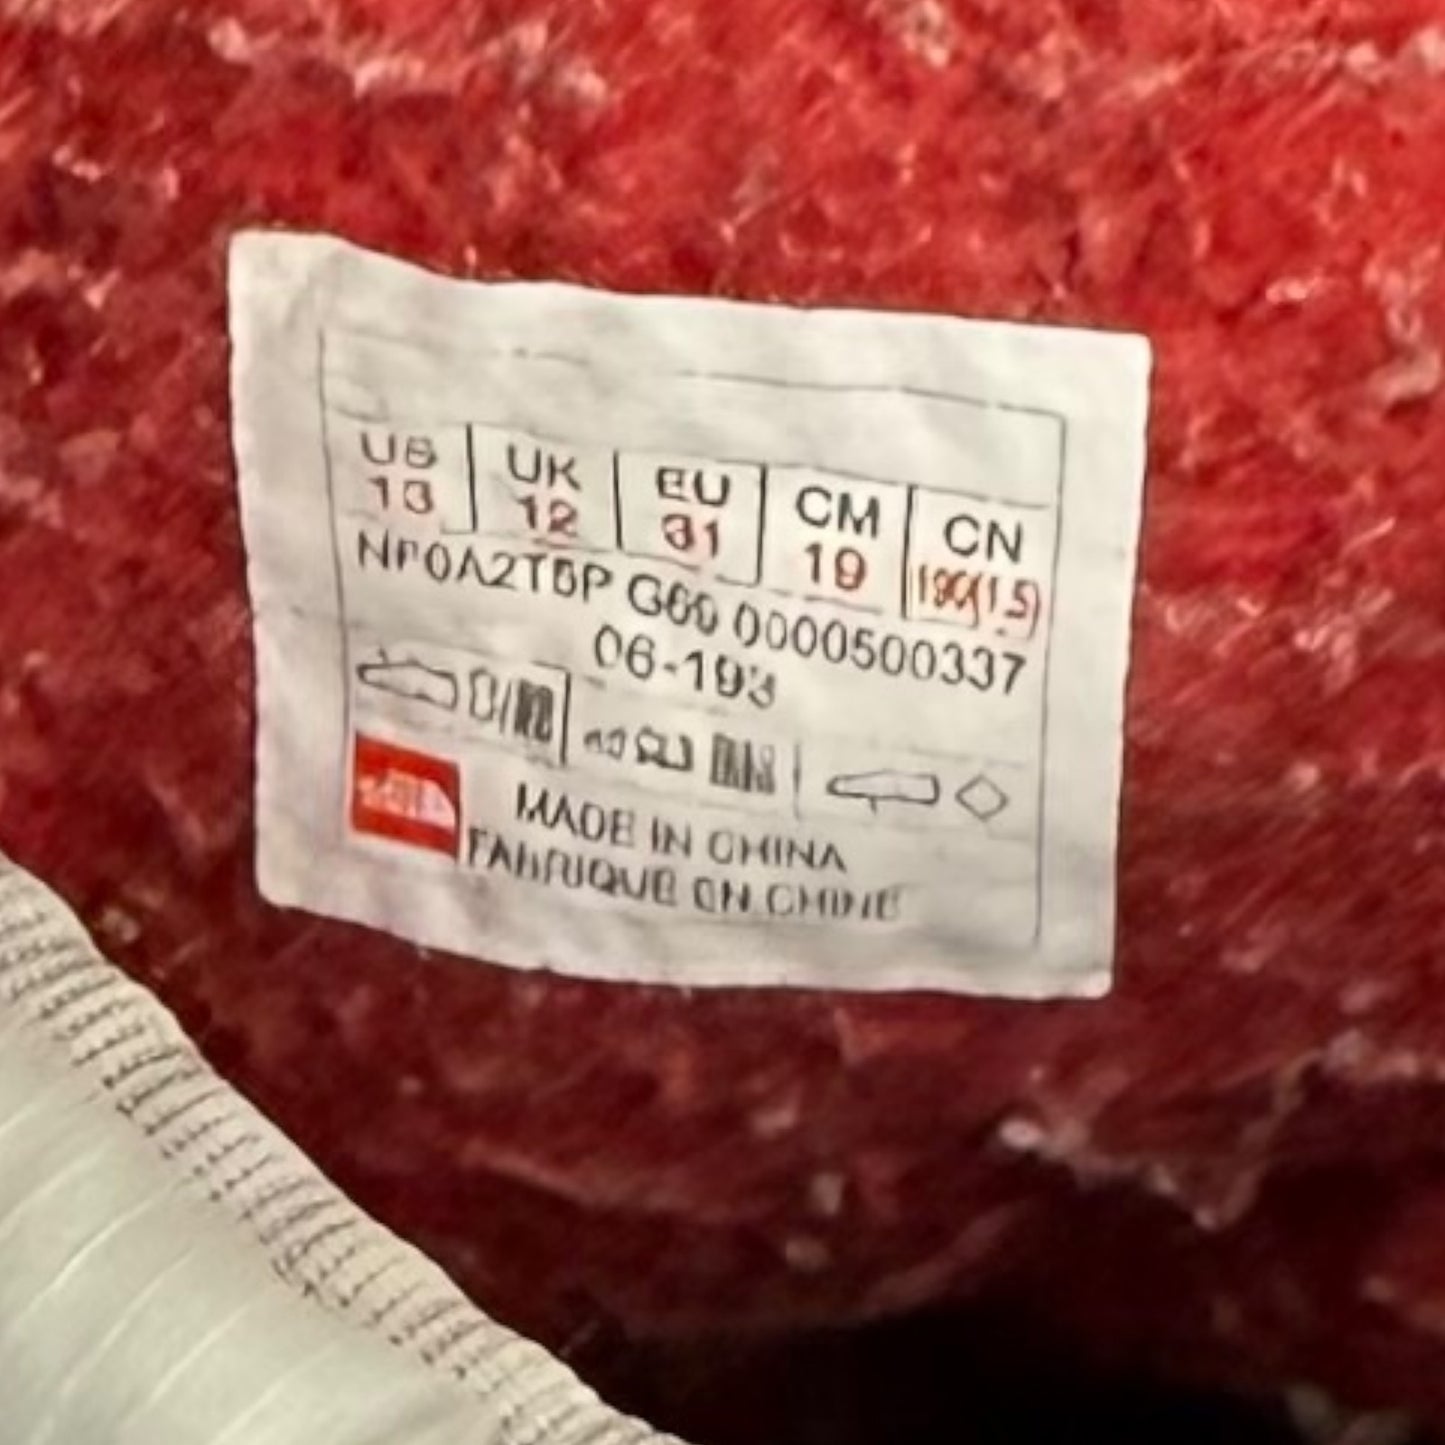 US UK EU CM CN
13 12 31 19 190(1.5)
NF0A2T5P G69 0000500337
06-193
MADE IN CHINA
FABRIQUE EN CHINE